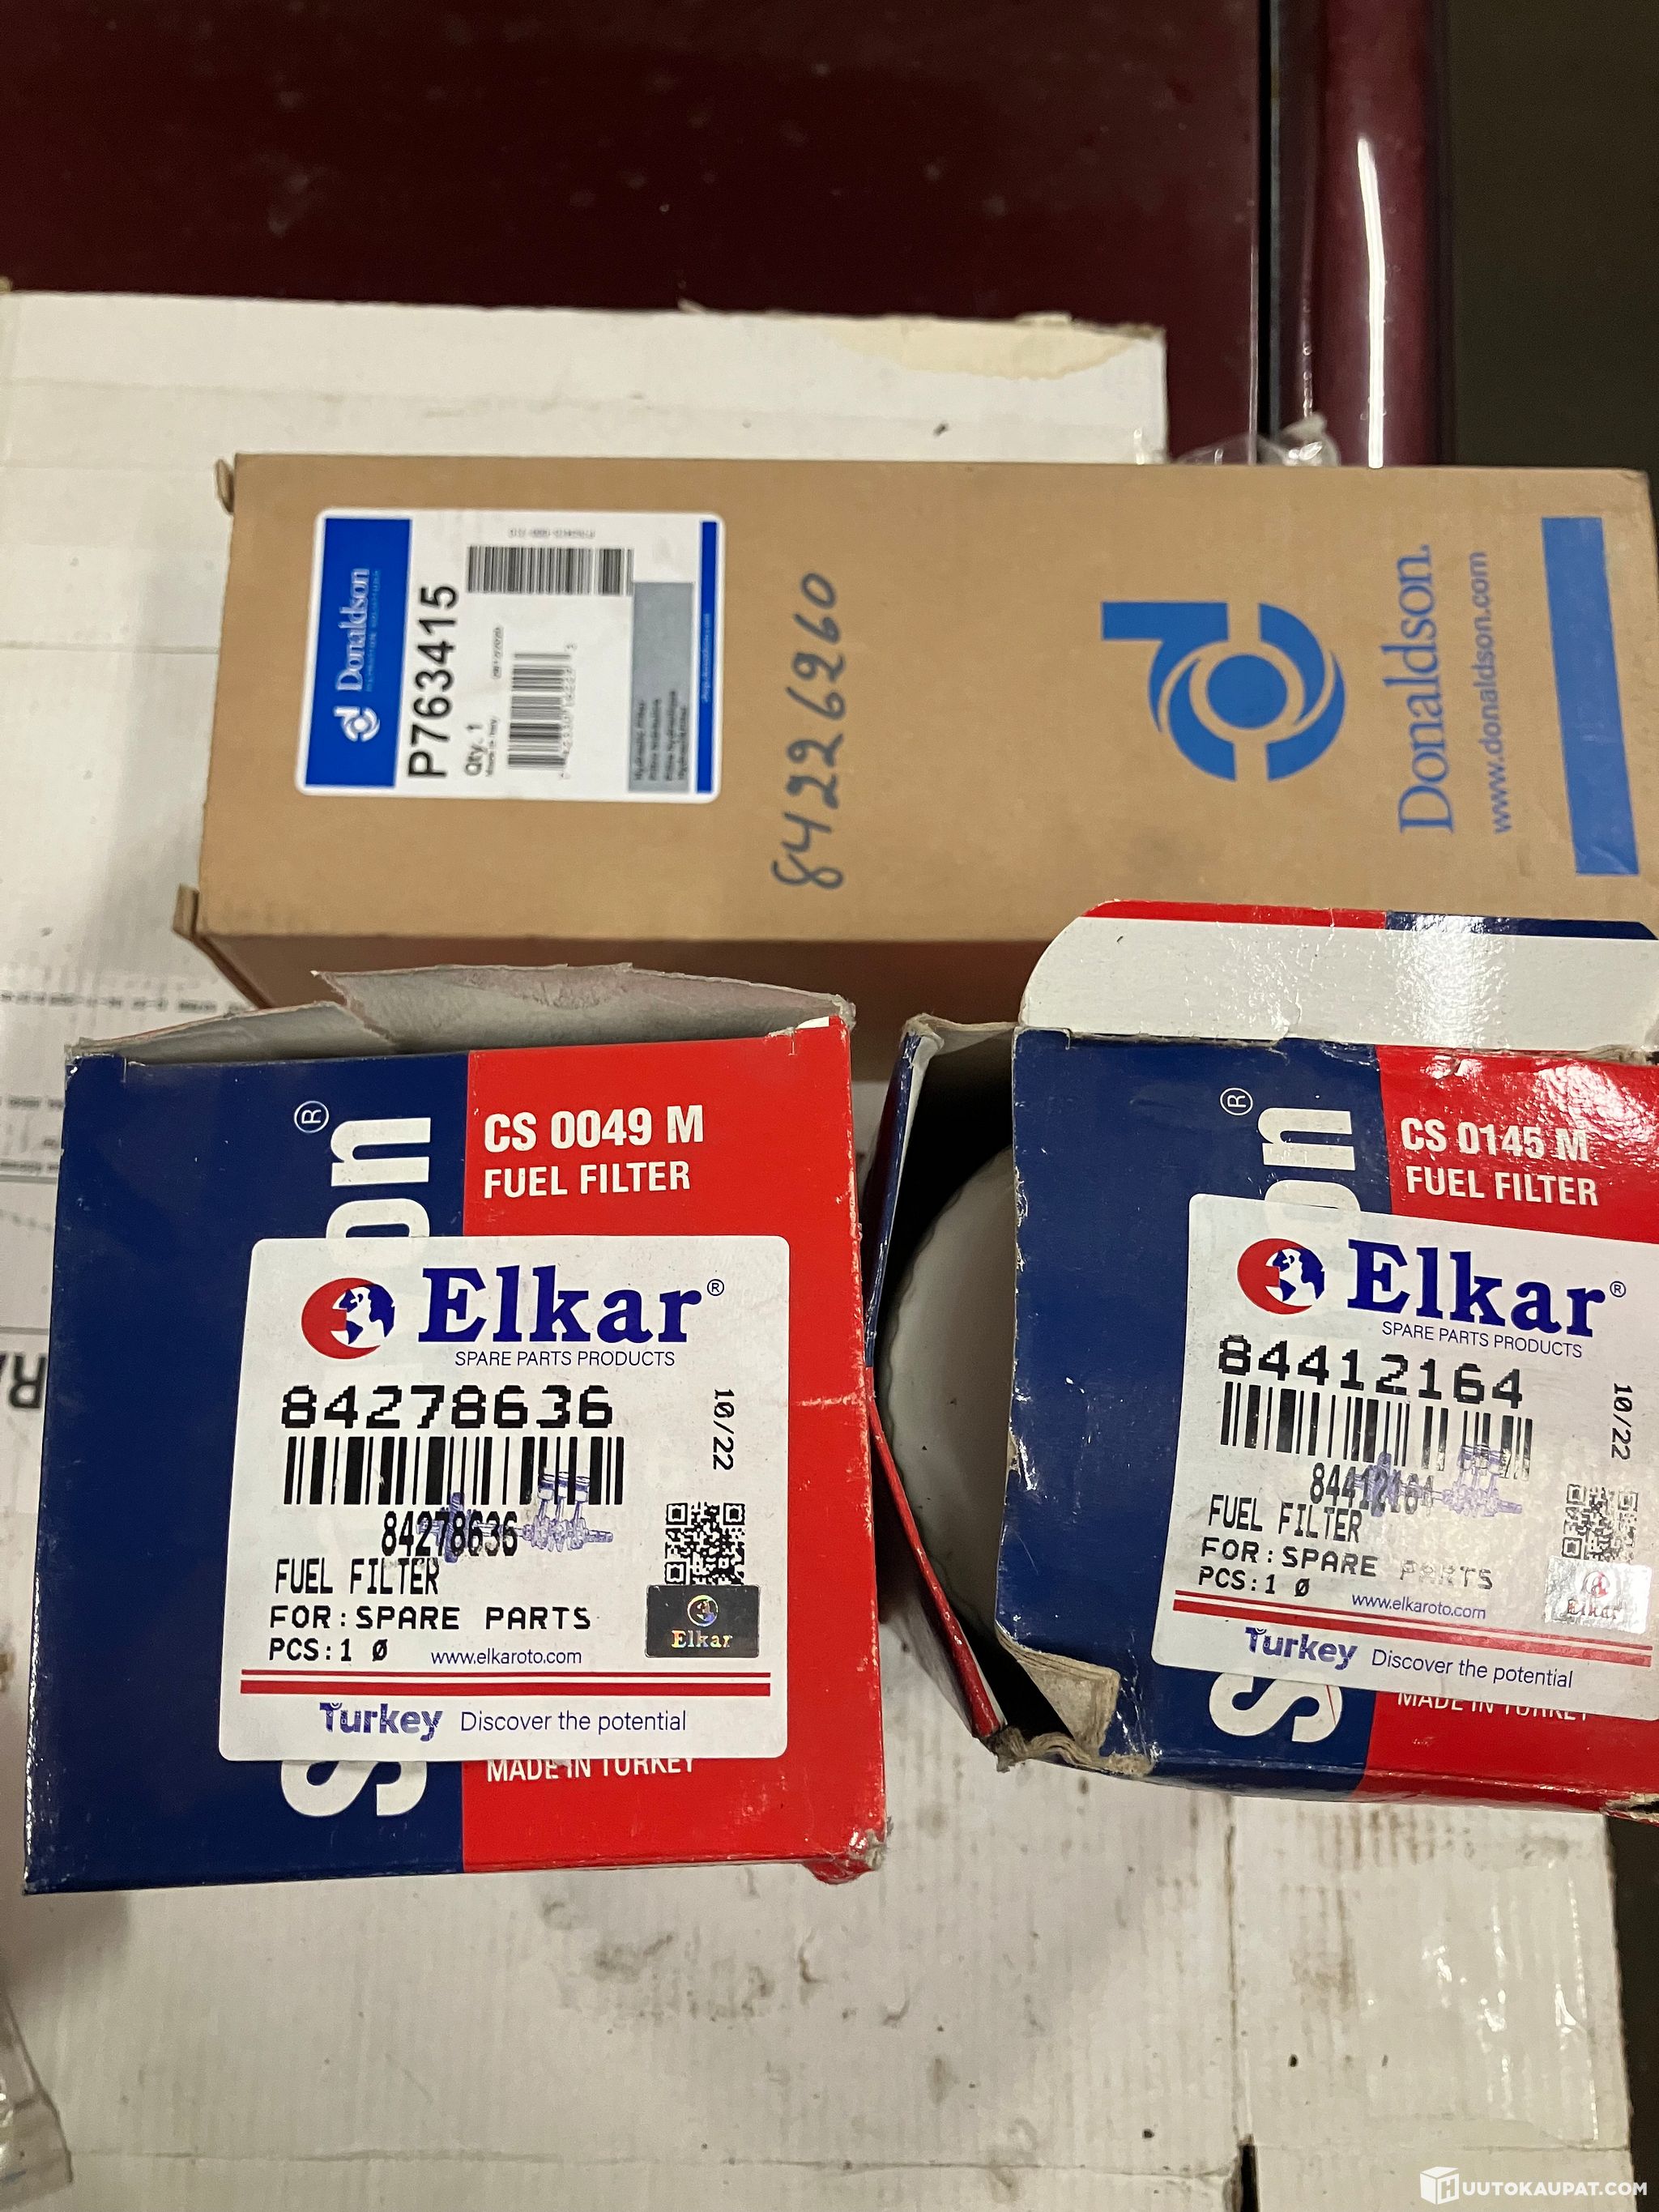 Donaldson
P763415
Qty. 1
84226260
Donaldson.
www.donaldson.com
CS 0049 M
FUEL FILTER
®
Elkar®
SPARE PARTS PRODUCTS
84278636
10/22
84278636
FUEL FILTER
FOR:SPARE PARTS
PCS:1 Ø
www.elkaroto.com
Elkar
Turkey Discover the potential
MADE IN TURKEY
CS 0145 M
FUEL FILTER
®
Elkar®
SPARE PARTS PRODUCTS
84412164
10/22
84412164
FUEL FILTER
FOR:SPARE PARTS
PCS:1 Ø
www.elkaroto.com
Elkar
Turkey Discover the potential
MADE IN TURKEY
HUUTOKAUPAT.COM